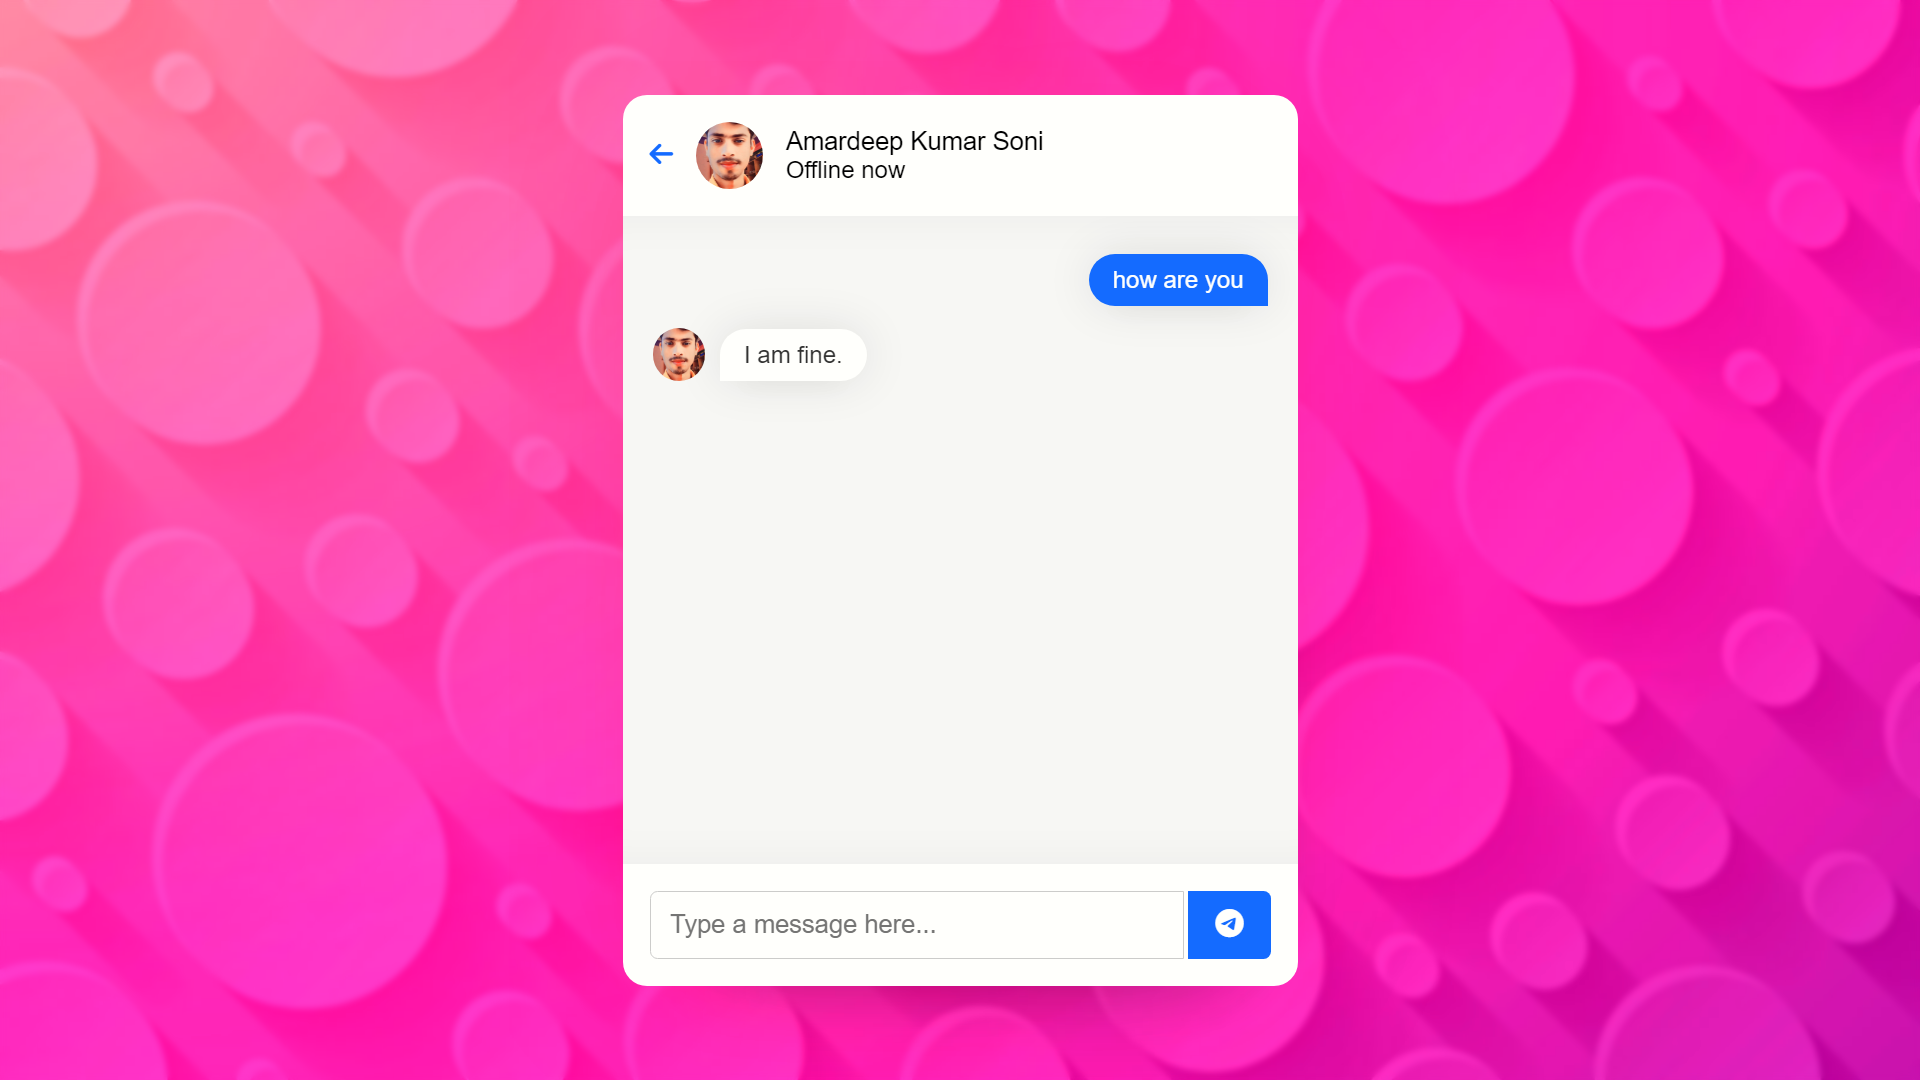 Amardeep Kumar Soni
Offline now
how are you
I am fine.
Type a message here...